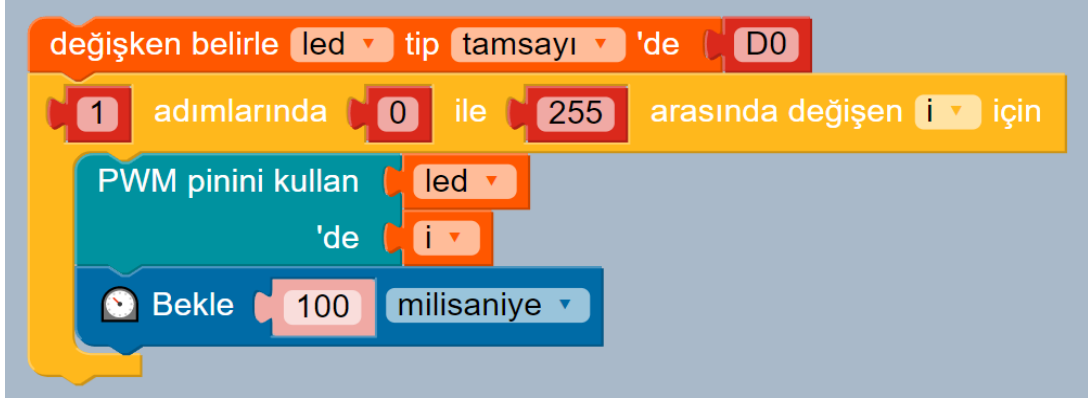 değişken belirle led tip tamsayı 'de D0
1 adımlarında 0 ile 255 arasında değişen i için
PWM pinini kullan led
'de i
Bekle 100 milisaniye